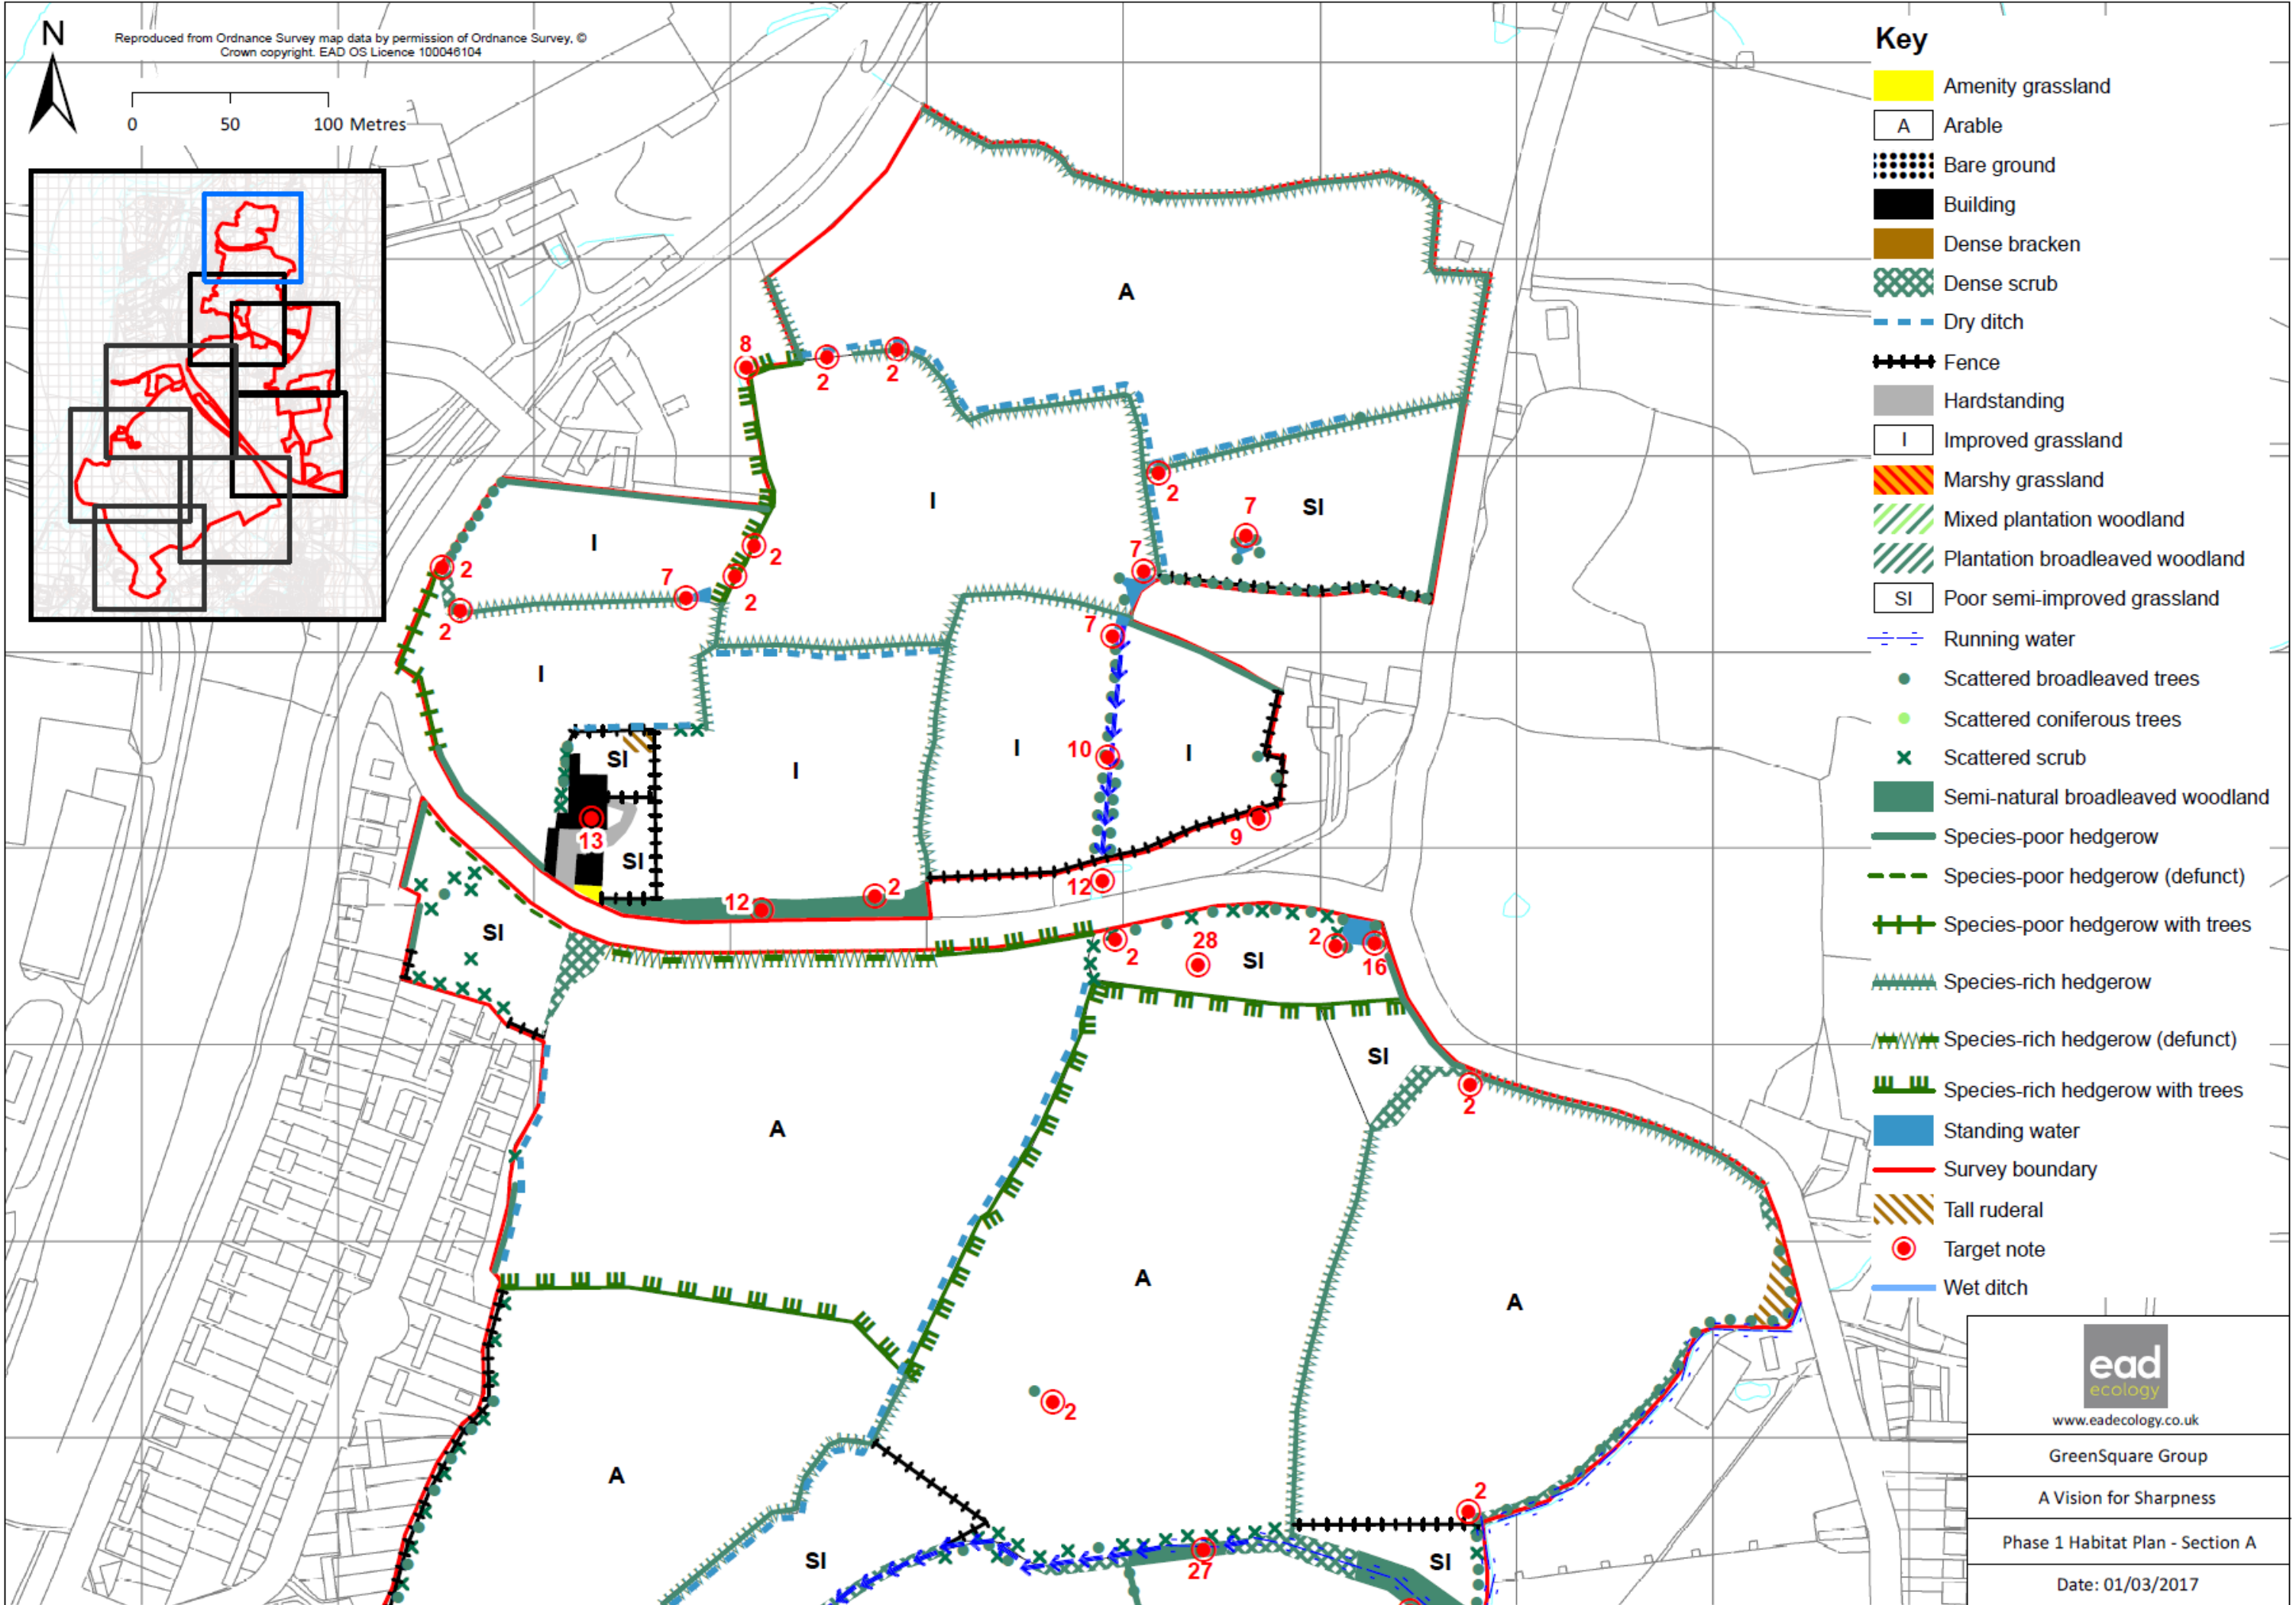 N
Reproduced from Ordnance Survey map data by permission of Ordnance Survey, ©
Crown copyright. EAD OS Licence 100046104
0 50 100 Metres
A
8
2
2
I
2
SI
7
I
2
2
7
2
7
2
2
7
I
SI
I
I
10
I
13
SI
9
12
2
12
SI
2
28
SI
2
16
SI
2
A
A
A
2
A
2
SI
27
SI
Key
Amenity grassland
A Arable
Bare ground
Building
Dense bracken
Dense scrub
Dry ditch
Fence
Hardstanding
I Improved grassland
Marshy grassland
Mixed plantation woodland
Plantation broadleaved woodland
SI Poor semi-improved grassland
Running water
Scattered broadleaved trees
Scattered coniferous trees
Scattered scrub
Semi-natural broadleaved woodland
Species-poor hedgerow
Species-poor hedgerow (defunct)
Species-poor hedgerow with trees
Species-rich hedgerow
Species-rich hedgerow (defunct)
Species-rich hedgerow with trees
Standing water
Survey boundary
Tall ruderal
Target note
Wet ditch
ead
ecology
www.eadecology.co.uk
GreenSquare Group
A Vision for Sharpness
Phase 1 Habitat Plan - Section A
Date: 01/03/2017